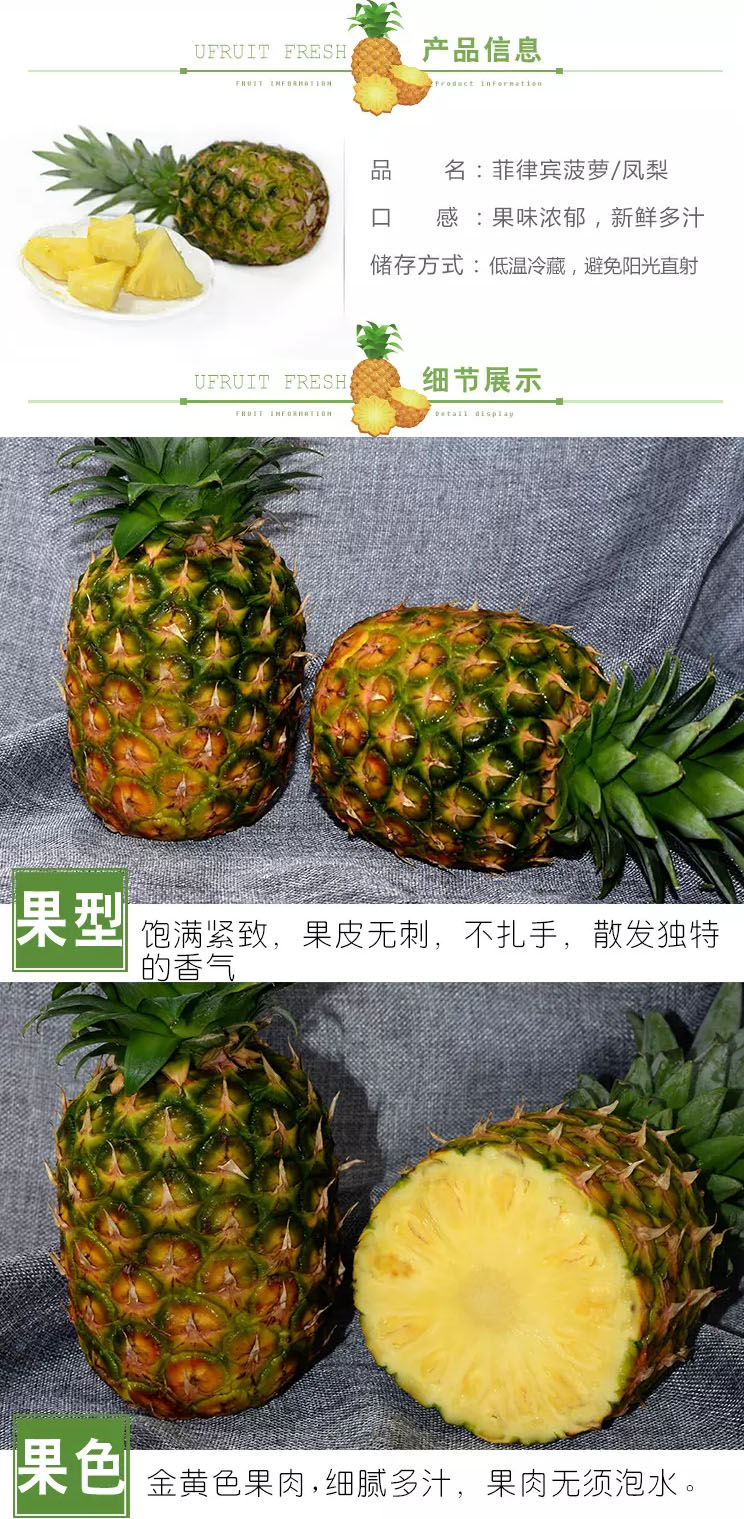 UFRUIT FRESH 产品信息
FRUIT INFORMATION Product information
品 名：菲律宾菠萝/凤梨
口 感：果味浓郁，新鲜多汁
储存方式：低温冷藏，避免阳光直射
UFRUIT FRESH 细节展示
FRUIT INFORMATION Detail display
果型
饱满紧致，果皮无刺，不扎手，散发独特
的香气
果色
金黄色果肉，细腻多汁，果肉无须泡水。